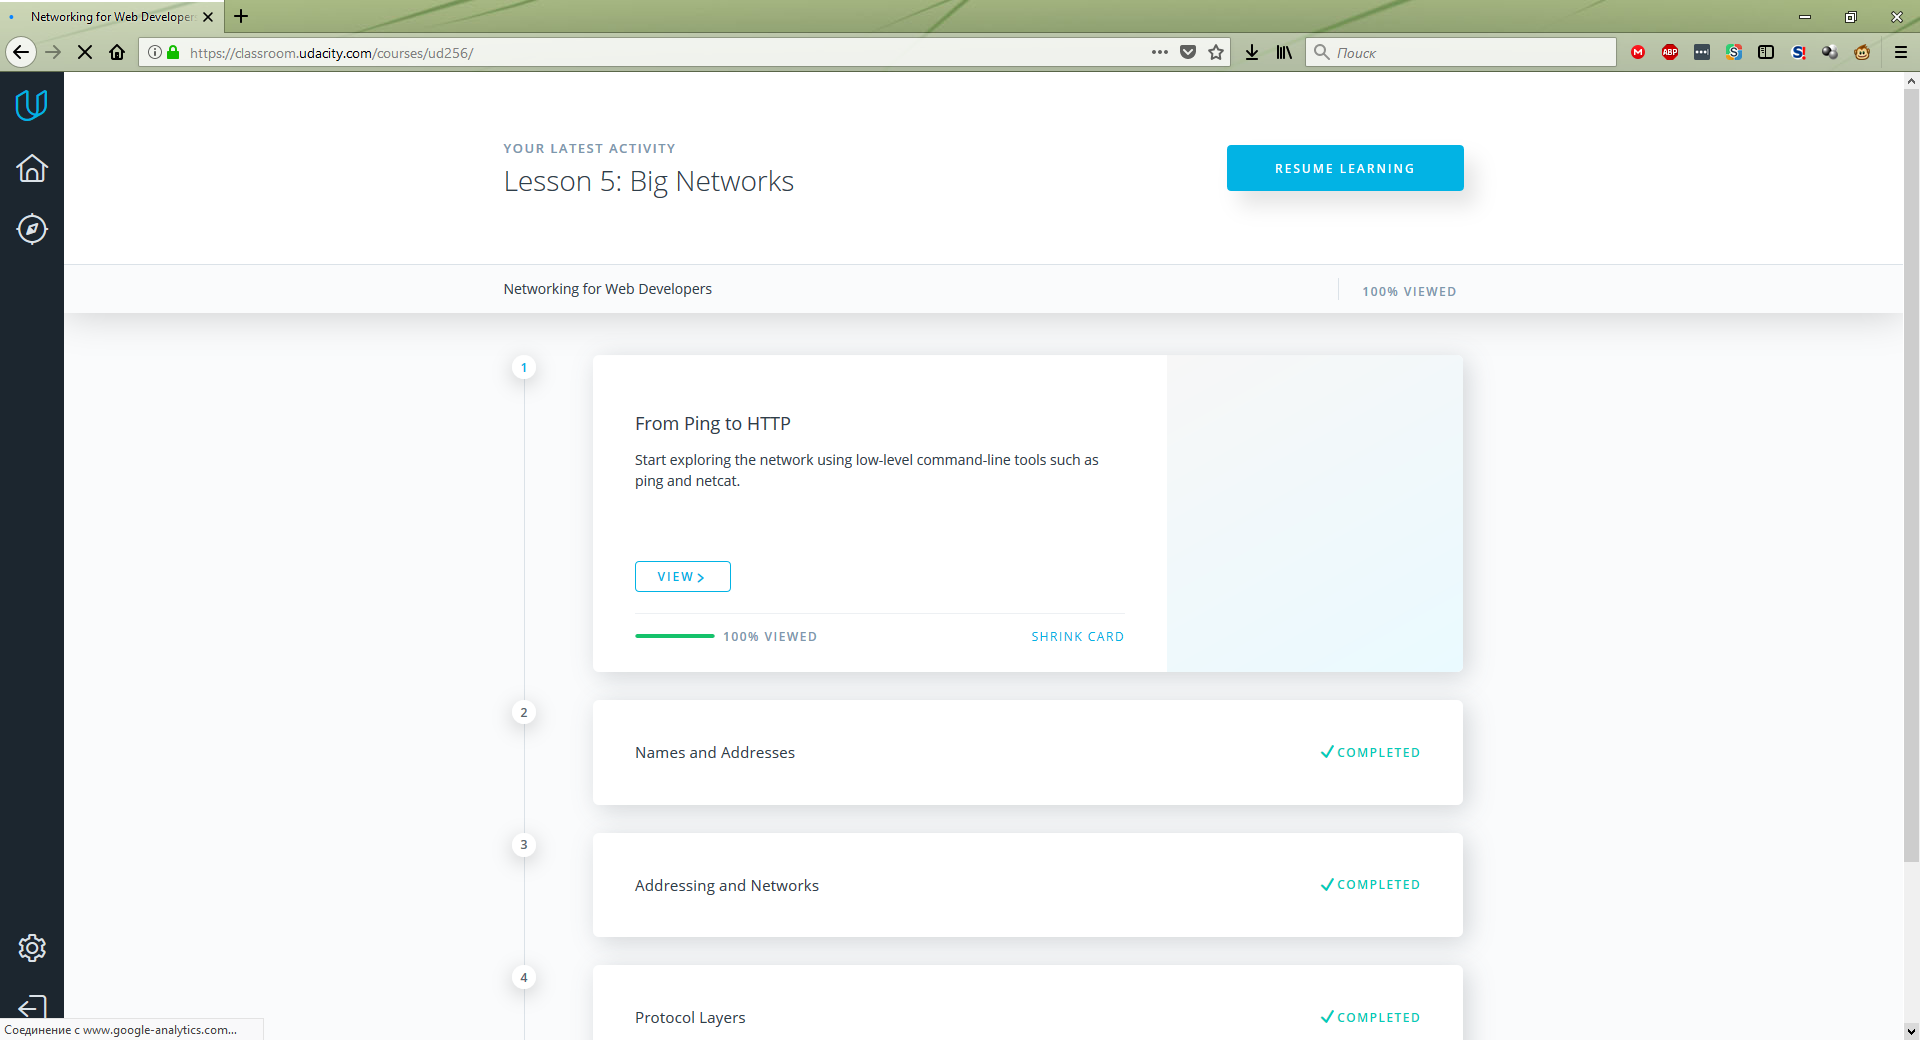 Networking for Web Developer
https://classroom.udacity.com/courses/ud256/
Поиск
ABP
YOUR LATEST ACTIVITY
Lesson 5: Big Networks
RESUME LEARNING
Networking for Web Developers
100% VIEWED
1
From Ping to HTTP
Start exploring the network using low-level command-line tools such as
ping and netcat.
VIEW
100% VIEWED
SHRINK CARD
2
Names and Addresses
COMPLETED
3
Addressing and Networks
COMPLETED
4
Protocol Layers
COMPLETED
Соединение с www.google-analytics.com...